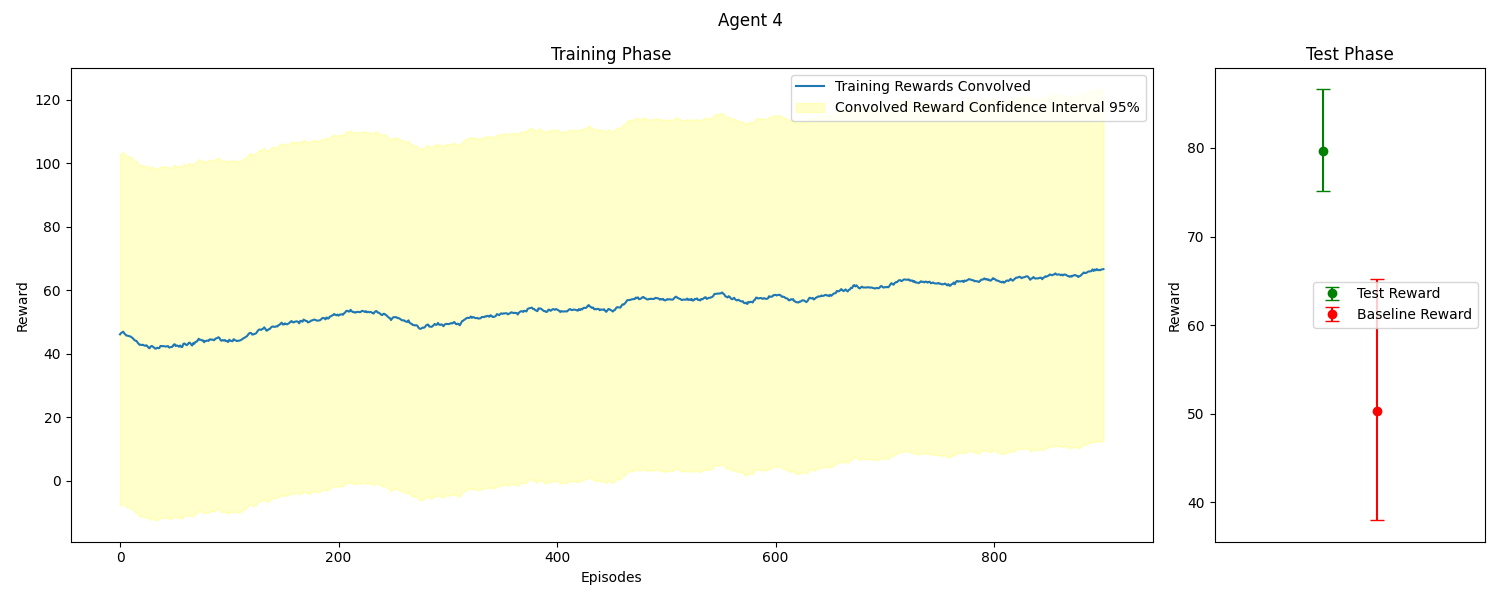 Agent 4
Training Phase
Training Rewards Convolved
Convolved Reward Confidence Interval 95%
120
100
80
60
40
20
0
Reward
0 200 400 600 800
Episodes
Test Phase
80
70
60
50
40
Reward
Test Reward
Baseline Reward